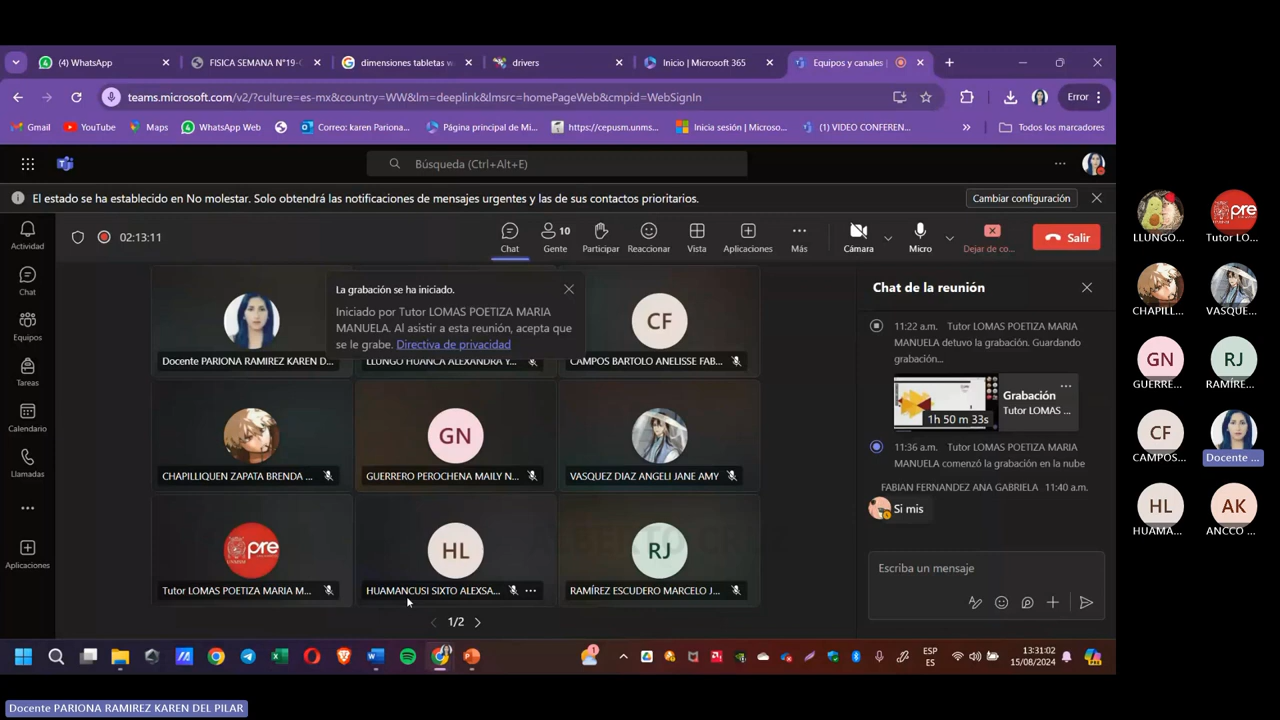 (4) WhatsApp
FISICA SEMANA N°19-
dimensiones tabletas w
drivers
Inicio | Microsoft 365
Equipos y canales |
teams.microsoft.com/v2/?culture=es-mx&country=WW&lm=deeplink&lmsrc=homePageWeb&cmpid=WebSignIn
Error
Gmail
YouTube
Maps
WhatsApp Web
Correo: karen Pariona...
Página principal de Mi...
https://cepusm.unms...
Inicia sesión | Microso...
(1) VIDEO CONFEREN...
Todos los marcadores
Búsqueda (Ctrl+Alt+E)
El estado se ha establecido en No molestar. Solo obtendrá las notificaciones de mensajes urgentes y las de sus contactos prioritarios.
Cambiar configuración
02:13:11
Chat
10
Gente
Participar
Reaccionar
Vista
Aplicaciones
Más
Cámara
Micro
Dejar de co...
Salir
Actividad
Chat
Equipos
Tareas
Calendario
Llamadas
Aplicaciones
La grabación se ha iniciado.
Iniciado por Tutor LOMAS POETIZA MARIA
MANUELA. Al asistir a esta reunión, acepta que
se le grabe. Directiva de privacidad
Docente PARIONA RAMIREZ KAREN D...
LLUNGO HUANCA ALEXANDRA Y...
CF
CAMPOS BARTOLO ANELISSE FAB...
CHAPILLIQUEN ZAPATA BRENDA ...
GN
GUERRERO PEROCHENA MAILY N...
VASQUEZ DIAZ ANGELI JANE AMY
pre
Tutor LOMAS POETIZA MARIA M...
HL
HUAMANCUSI SIXTO ALEXSA...
RJ
RAMÍREZ ESCUDERO MARCELO J...
1/2
Chat de la reunión
11:22 a.m. Tutor LOMAS POETIZA MARIA
MANUELA detuvo la grabación. Guardando
grabación...
1h 50 m 33s
Grabación
Tutor LOMAS ...
11:36 a.m. Tutor LOMAS POETIZA MARIA
MANUELA comenzó la grabación en la nube
FABIAN FERNANDEZ ANA GABRIELA 11:40 a.m.
Si mis
Escriba un mensaje
ESP
ES
13:31:02
15/08/2024
LLUNGO...
pre
Tutor LO...
CHAPILL...
VASQUE...
GN
GUERRE...
RJ
RAMÍRE...
CF
CAMPOS...
Docente ...
HL
HUAMA...
AK
ANCCO ...
Docente PARIONA RAMIREZ KAREN DEL PILAR